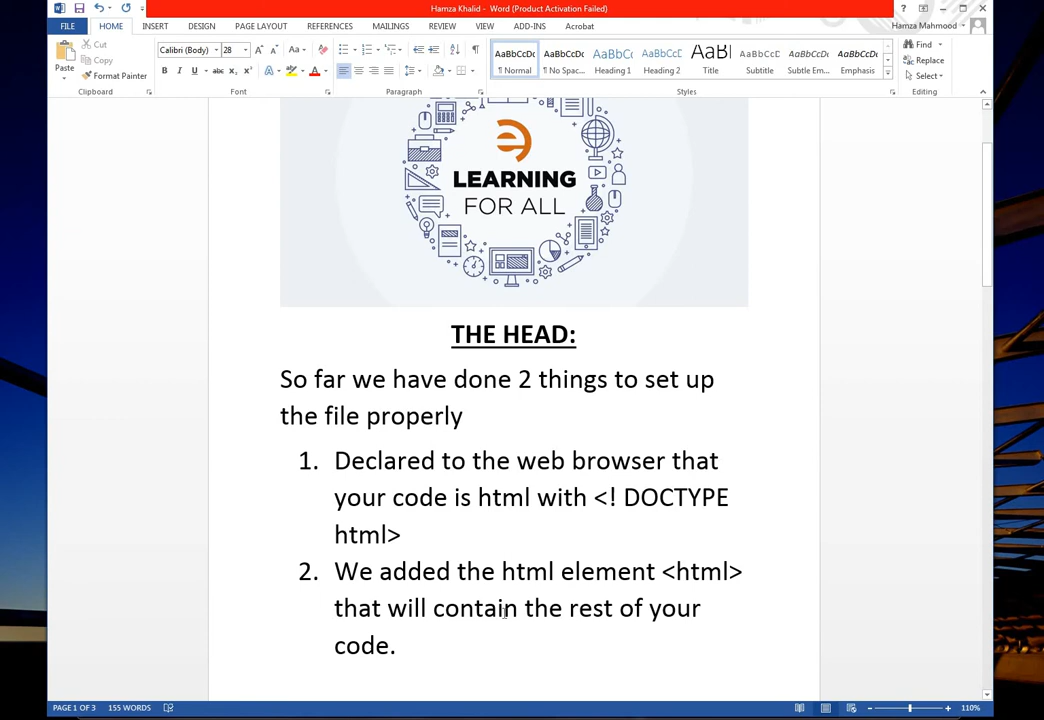 Hamza Khalid - Word (Product Activation Failed)
FILE HOME INSERT DESIGN PAGE LAYOUT REFERENCES MAILINGS REVIEW VIEW ADD-INS Acrobat Hamza Mahmood
Paste
Cut
Copy
Format Painter
Clipboard
Calibri (Body) 28
Font
Paragraph
AaBbCcDc AaBbCcDc AaBbCc AaBbCcC AaBl AaBbCcD AaBbCcDc AaBbCcDc
¶ Normal ¶ No Spac... Heading 1 Heading 2 Title Subtitle Subtle Em... Emphasis
Styles
Find
Replace
Select
Editing
LEARNING
FOR ALL
THE HEAD:
So far we have done 2 things to set up
the file properly
1. Declared to the web browser that
your code is html with <! DOCTYPE
html>
2. We added the html element <html>
that will contain the rest of your
code.
PAGE 1 OF 3 155 WORDS 110%